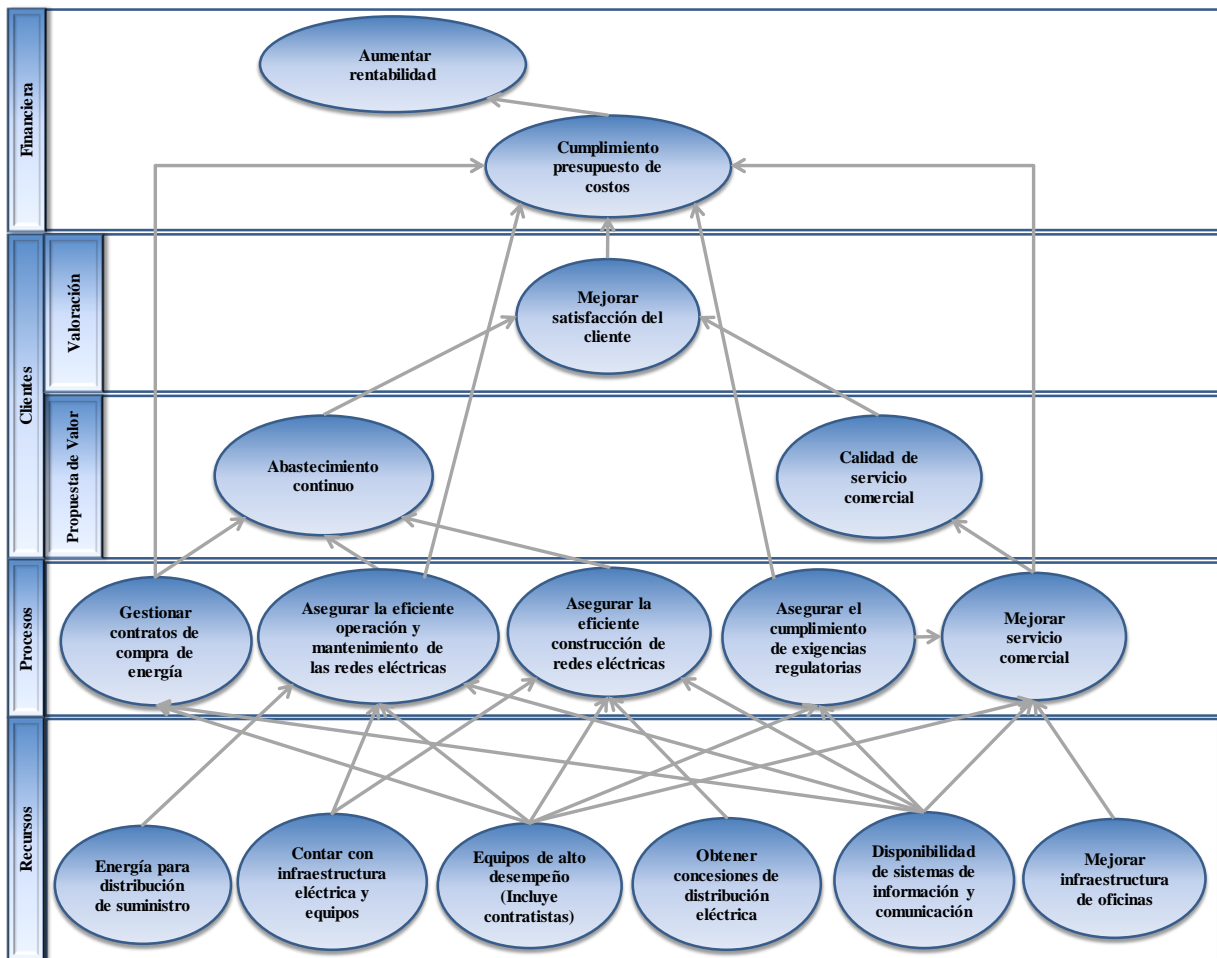 Financiera
Aumentar
rentabilidad
Cumplimiento
presupuesto de
costos
Clientes
Valoración
Mejorar
satisfacción del
cliente
Propuesta de Valor
Abastecimiento
continuo
Calidad de
servicio
comercial
Procesos
Gestionar
contratos de
compra de
energía
Asegurar la eficiente
operación y
mantenimiento de
las redes eléctricas
Asegurar la
eficiente
construcción de
redes eléctricas
Asegurar el
cumplimiento
de exigencias
regulatorias
Mejorar
servicio
comercial
Recursos
Energía para
distribución
de suministro
Contar con
infraestructura
eléctrica y
equipos
Equipos de alto
desempeño
(Incluye
contratistas)
Obtener
concesiones de
distribución
eléctrica
Disponibilidad
de sistemas de
información y
comunicación
Mejorar
infraestructura
de oficinas